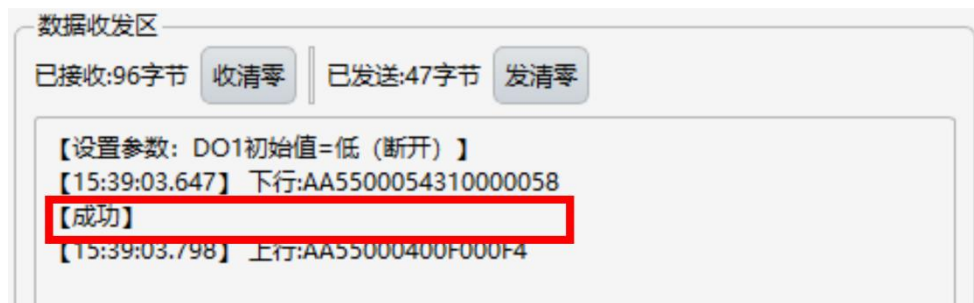 数据收发区
已接收:96字节 收清零 已发送:47字节 发清零
【设置参数：DO1初始值=低（断开）】
【15:39:03.647】 下行:AA5500054310000058
【成功】
【15:39:03.798】 上行:AA55000400F000F4